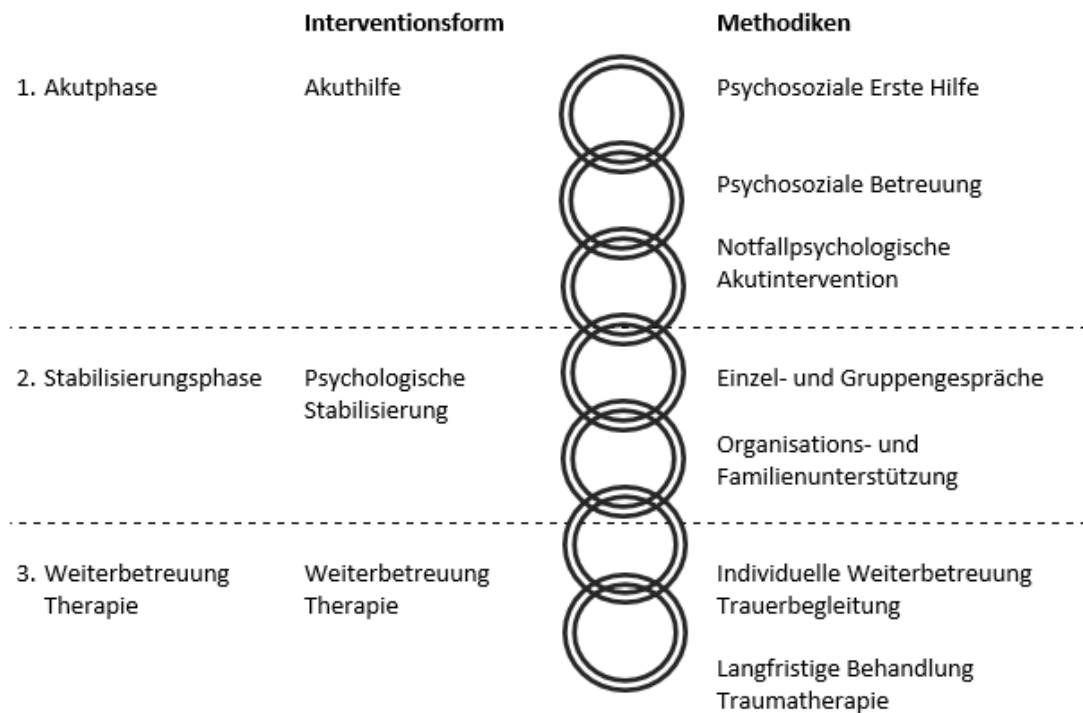 Interventionsform Methodiken
1. Akutphase Akuthilfe Psychosoziale Erste Hilfe
Psychosoziale Betreuung
Notfallpsychologische
Akutintervention
2. Stabilisierungsphase Psychologische Einzel- und Gruppengespräche
Stabilisierung
Organisations- und
Familienunterstützung
3. Weiterbetreuung Weiterbetreuung Individuelle Weiterbetreuung
Therapie Therapie Trauerbegleitung
Langfristige Behandlung
Traumatherapie